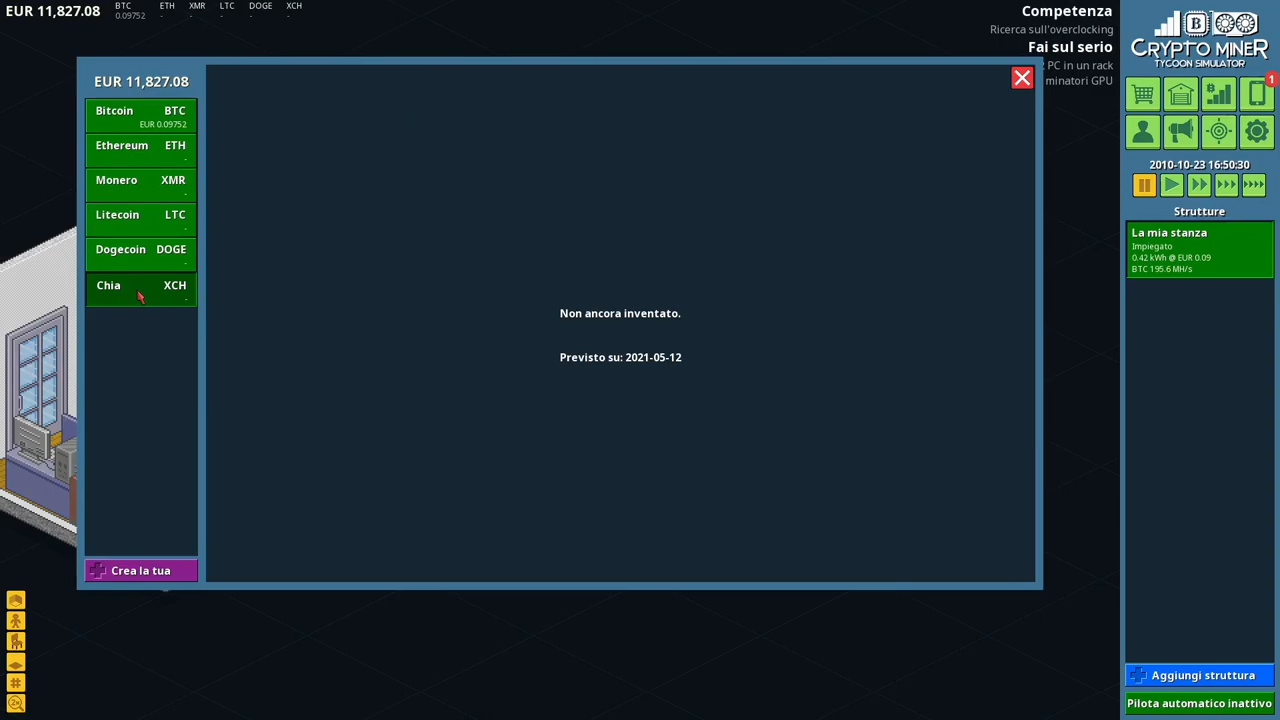 EUR 11,827.08
BTC ETH XMR LTC DOGE XCH
0.09752 - - - - -
Competenza
Ricerca sull'overclocking
Fai sul serio
2 PC in un rack
minatori GPU
EUR 11,827.08
Bitcoin BTC
EUR 0.09752
Ethereum ETH
-
Monero XMR
-
Litecoin LTC
-
Dogecoin DOGE
-
Chia XCH
-
Crea la tua
Non ancora inventato.
Previsto su: 2021-05-12
CRYPTO MINER
TYCOON SIMULATOR
1
2010-10-23 16:50:30
Strutture
La mia stanza
Impiegato
0.42 kWh @ EUR 0.09
BTC 195.6 MH/s
Aggiungi struttura
Pilota automatico inattivo